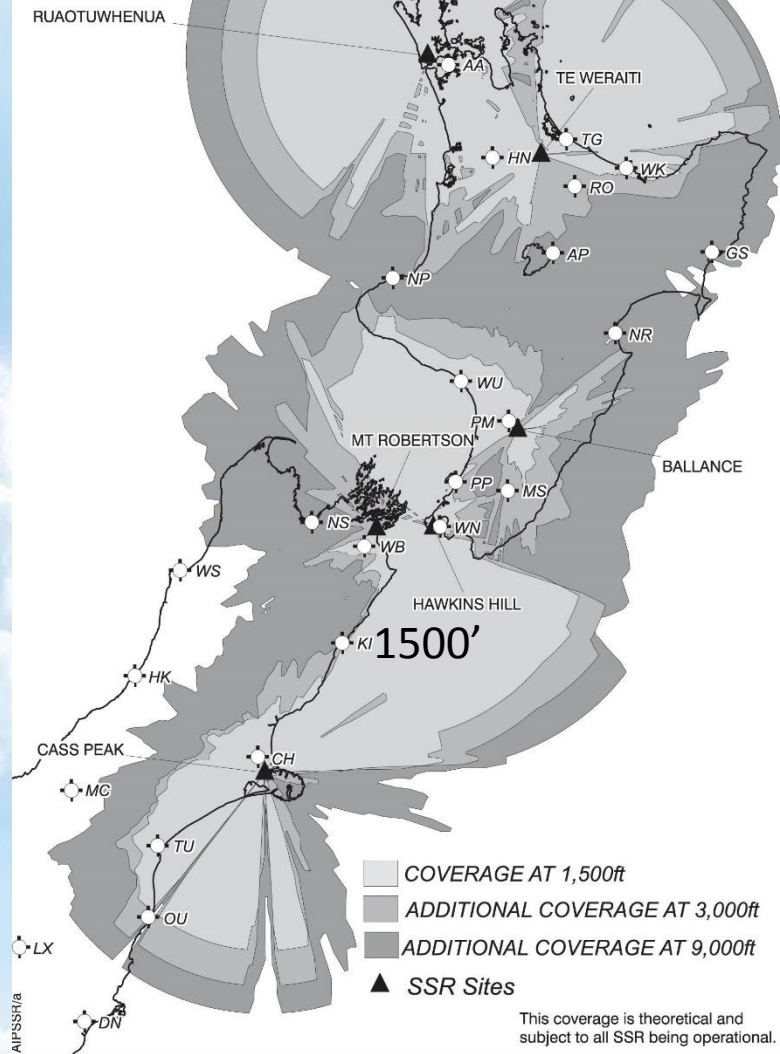 RUAOTUWHENUA
AA
TE WERAITI
TG
HN
WK
RO
AP
GS
NP
NR
WU
PM
MT ROBERTSON
BALLANCE
PP
MS
NS
WN
WB
WS
HAWKINS HILL
KI 1500’
HK
CASS PEAK
CH
MC
TU
COVERAGE AT 1,500ft
ADDITIONAL COVERAGE AT 3,000ft
OU
LX
ADDITIONAL COVERAGE AT 9,000ft
SSR Sites
DN
This coverage is theoretical and
subject to all SSR being operational.
AIPSSR/a